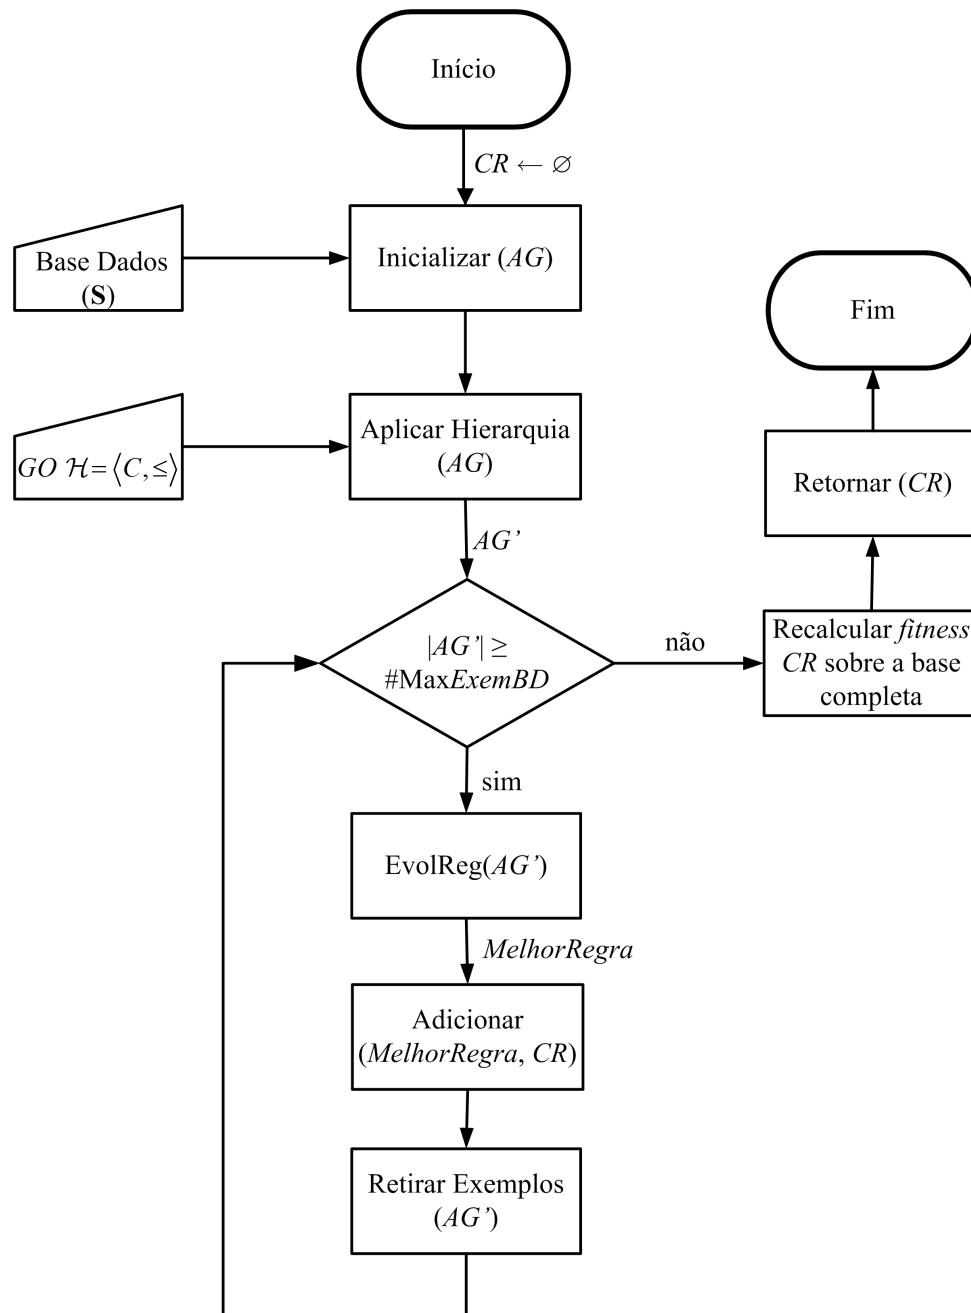 Início
CR ← ∅
Base Dados
(S)
Inicializar (AG)
Fim
GO ℋ=⟨C,≤⟩
Aplicar Hierarquia
(AG)
Retornar (CR)
AG’
|AG’| ≥
#MaxExemBD
não
Recalcular fitness
CR sobre a base
completa
sim
EvolReg(AG’)
MelhorRegra
Adicionar
(MelhorRegra, CR)
Retirar Exemplos
(AG’)